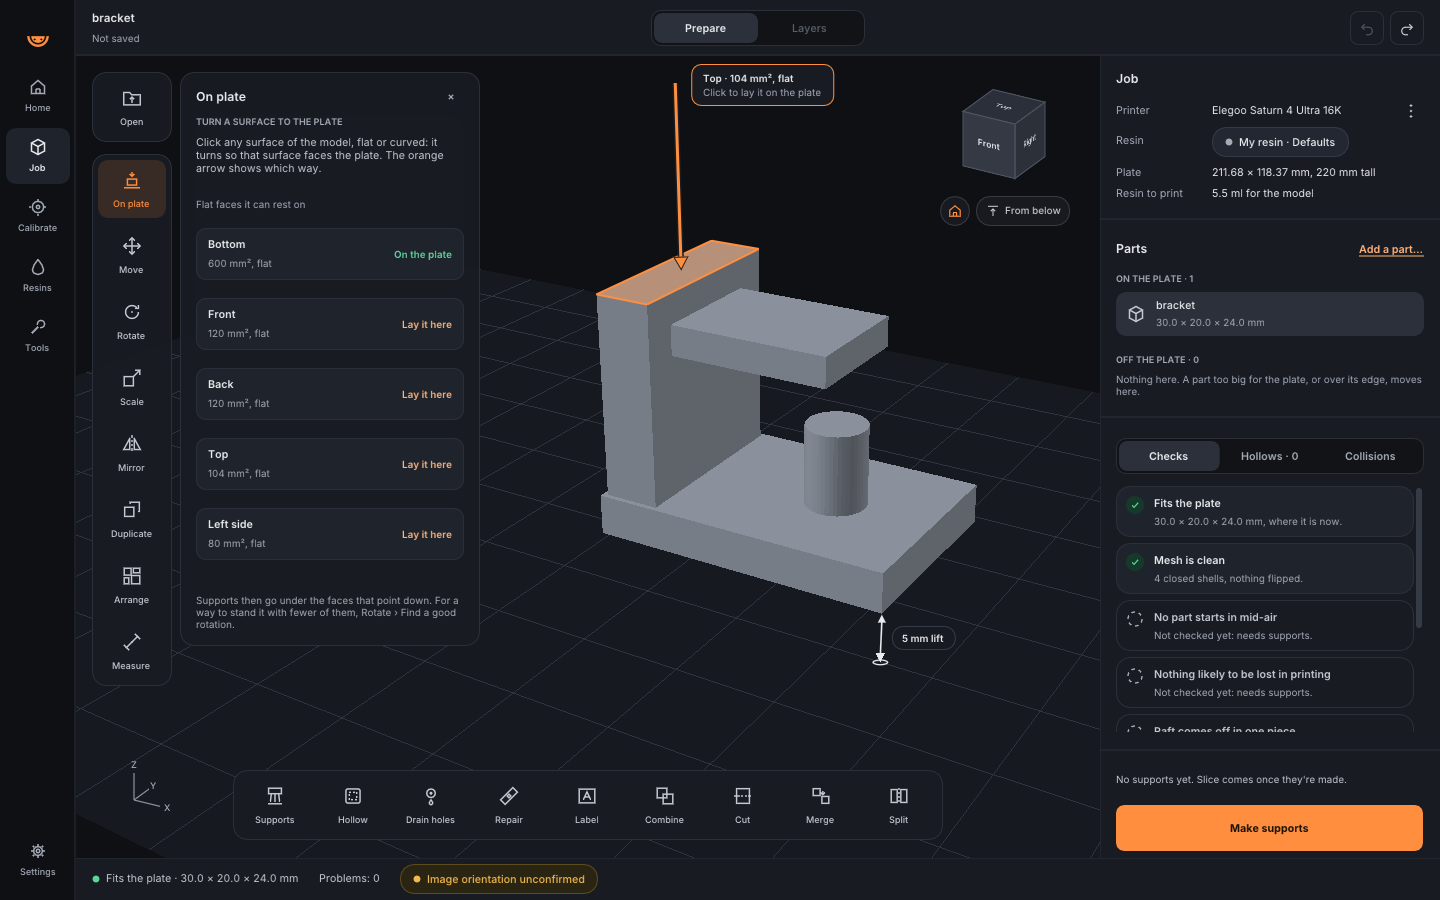 bracket
Not saved
Prepare
Layers
Home
Job
Calibrate
Resins
Tools
Settings
Open
On plate
Move
Rotate
Scale
Mirror
Duplicate
Arrange
Measure
On plate
×
TURN A SURFACE TO THE PLATE
Click any surface of the model, flat or curved: it
turns so that surface faces the plate. The orange
arrow shows which way.
Flat faces it can rest on
Bottom
600 mm², flat
On the plate
Front
120 mm², flat
Lay it here
Back
120 mm², flat
Lay it here
Top
104 mm², flat
Lay it here
Left side
80 mm², flat
Lay it here
Supports then go under the faces that point down. For a
way to stand it with fewer of them, Rotate › Find a good
rotation.
Top · 104 mm², flat
Click to lay it on the plate
Top
Front
Right
From below
5 mm lift
Z
Y
X
Supports
Hollow
Drain holes
Repair
Label
Combine
Cut
Merge
Split
Job
Printer
Elegoo Saturn 4 Ultra 16K
Resin
My resin · Defaults
Plate
211.68 × 118.37 mm, 220 mm tall
Resin to print
5.5 ml for the model
Parts
Add a part...
ON THE PLATE · 1
bracket
30.0 × 20.0 × 24.0 mm
OFF THE PLATE · 0
Nothing here. A part too big for the plate, or over its edge, moves
here.
Checks
Hollows · 0
Collisions
Fits the plate
30.0 × 20.0 × 24.0 mm, where it is now.
Mesh is clean
4 closed shells, nothing flipped.
No part starts in mid-air
Not checked yet: needs supports.
Nothing likely to be lost in printing
Not checked yet: needs supports.
Raft comes off in one piece
No supports yet. Slice comes once they're made.
Make supports
Fits the plate · 30.0 × 20.0 × 24.0 mm
Problems: 0
Image orientation unconfirmed